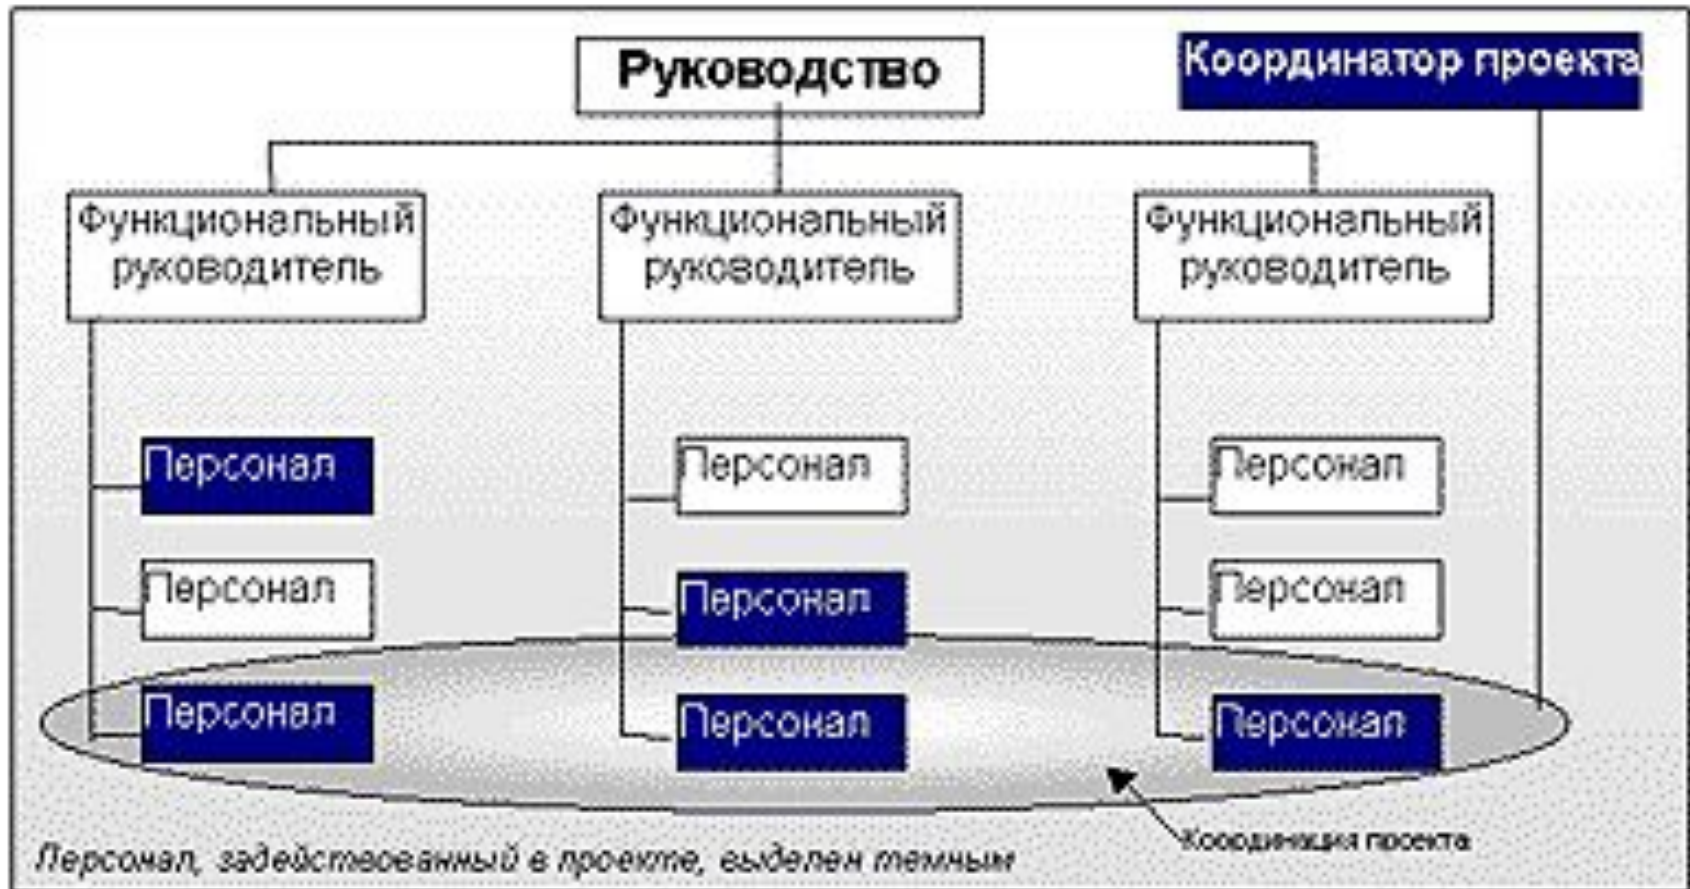 Руководство
Координатор проекта
Функциональный
руководитель
Функциональный
руководитель
Функциональный
руководитель
Персонал
Персонал
Персонал
Персонал
Персонал
Персонал
Персонал
Персонал
Персонал
Координация проекта
Персонал, задействованный в проекте, выделен темным